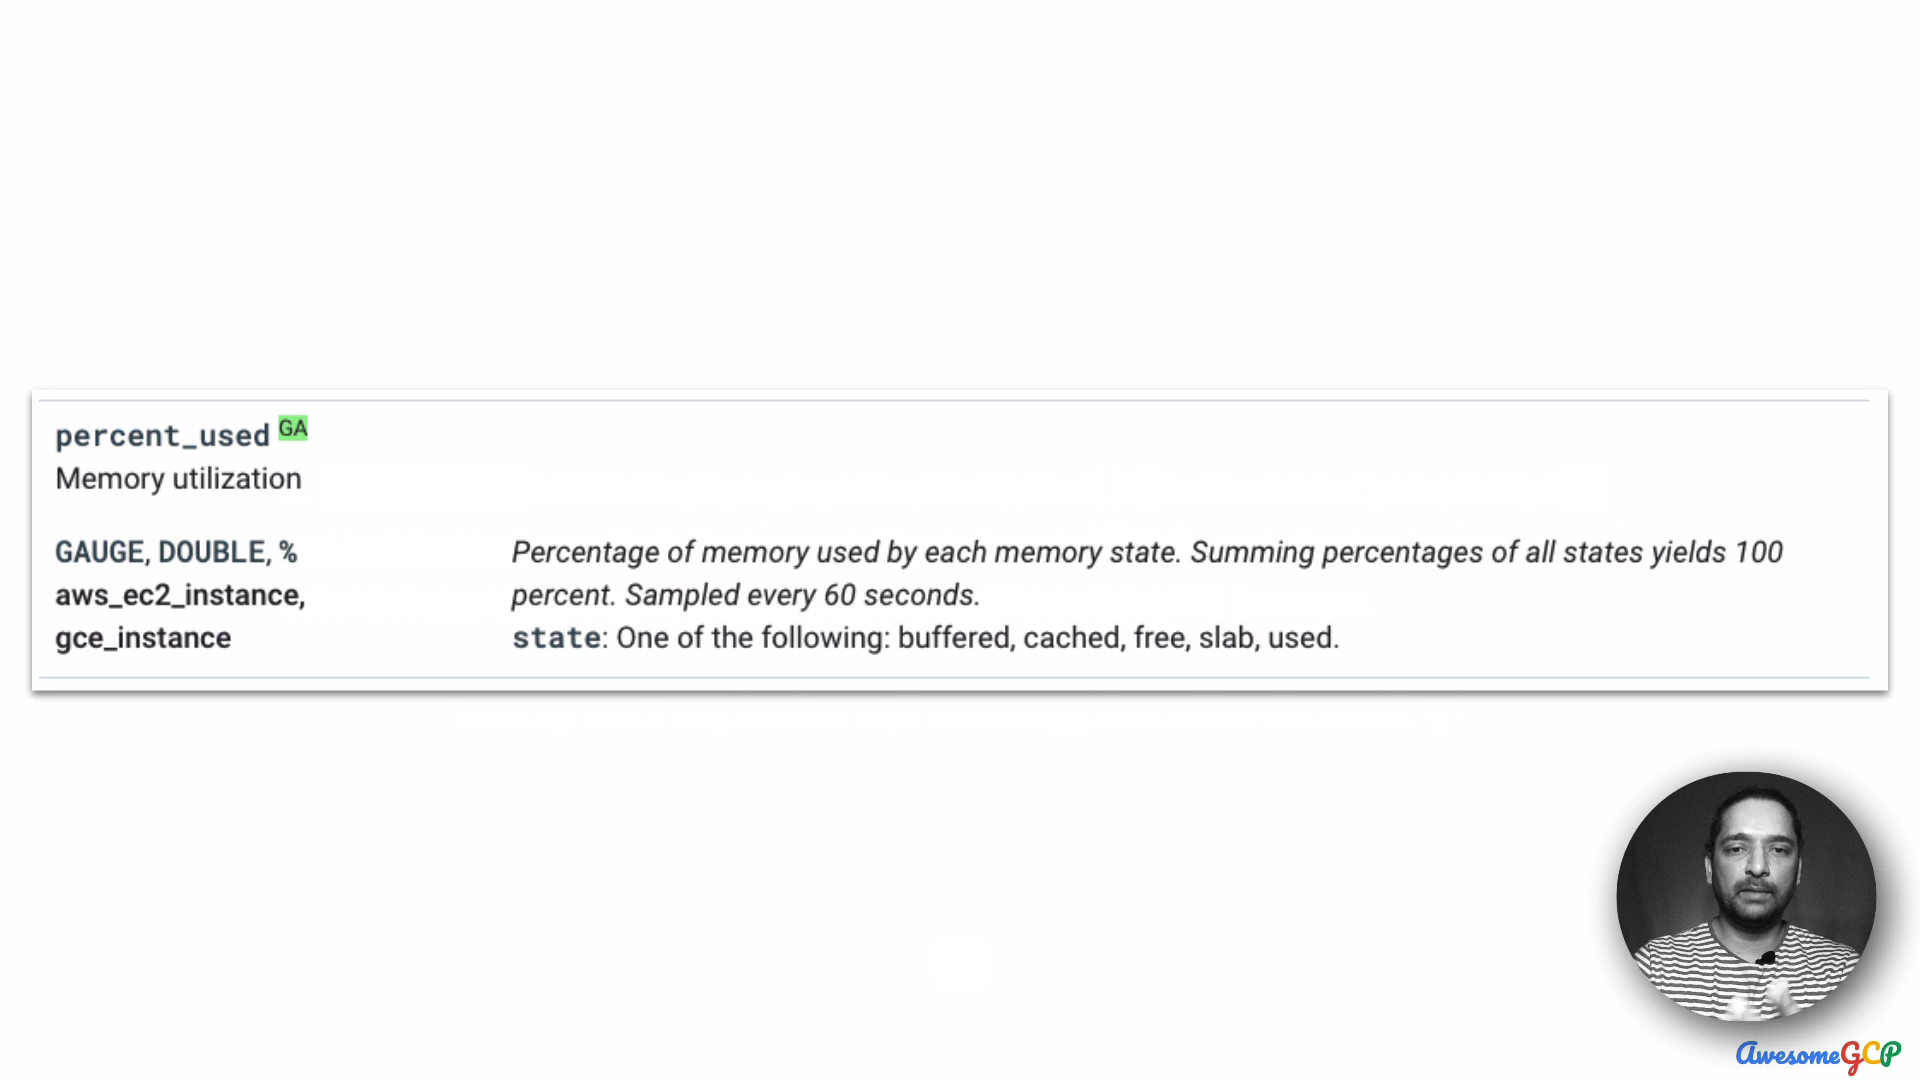 percent_used GA
Memory utilization
GAUGE, DOUBLE, %
aws_ec2_instance,
gce_instance
Percentage of memory used by each memory state. Summing percentages of all states yields 100
percent. Sampled every 60 seconds.
state: One of the following: buffered, cached, free, slab, used.
AwesomeGCP